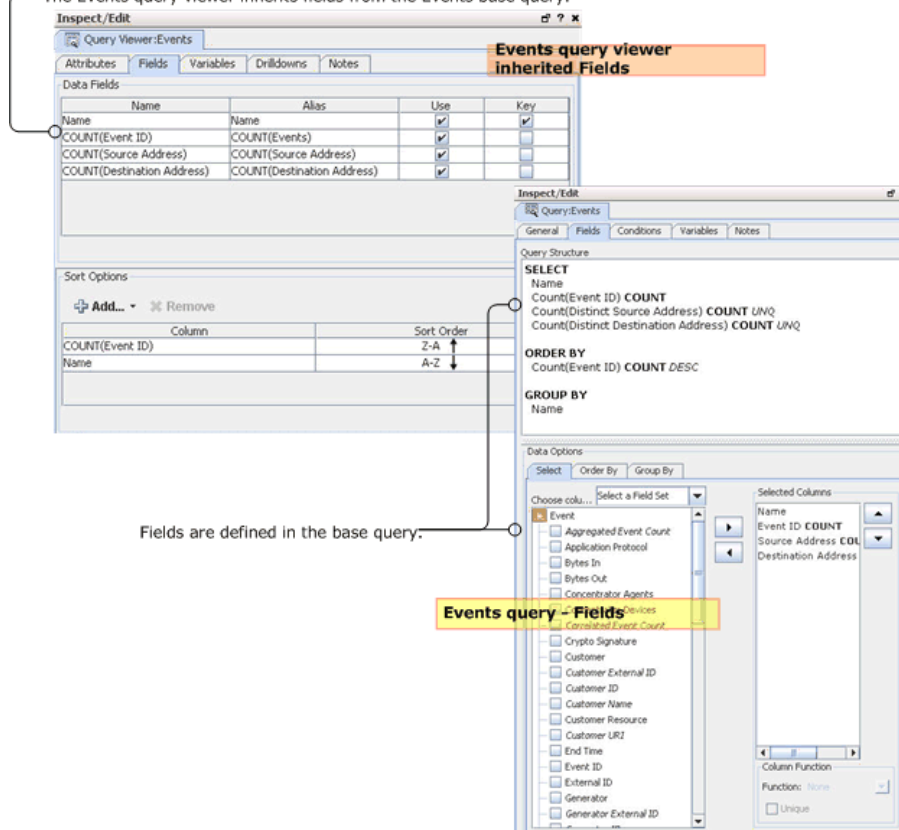 The Events query viewer inherits fields from the Events base query.
Inspect/Edit
Query Viewer:Events
Events query viewer
inherited Fields
Attributes Fields Variables Drilldowns Notes
Data Fields
Name Alias Use Key
Name Name
COUNT(Event ID) COUNT(Events)
COUNT(Source Address) COUNT(Source Address)
COUNT(Destination Address) COUNT(Destination Address)
Sort Options
Add... Remove
Column Sort Order
COUNT(Event ID) Z-A
Name A-Z
Inspect/Edit
Query:Events
General Fields Conditions Variables Notes
Query Structure
SELECT
Name
Count(Event ID) COUNT
Count(Distinct Source Address) COUNT UNQ
Count(Distinct Destination Address) COUNT UNQ
ORDER BY
Count(Event ID) COUNT DESC
GROUP BY
Name
Fields are defined in the base query.
Data Options
Select Order By Group By
Choose colu... Select a Field Set
Event
Aggregated Event Count
Application Protocol
Bytes In
Bytes Out
Concentrator Agents
Devices
Correlated Event Count
Crypto Signature
Customer
Customer External ID
Customer ID
Customer Name
Customer Resource
Customer URI
End Time
Event ID
External ID
Generator
Generator External ID
Events query - Fields
Selected Columns
Name
Event ID COUNT
Source Address COU
Destination Address
Column Function
Function: None
Unique